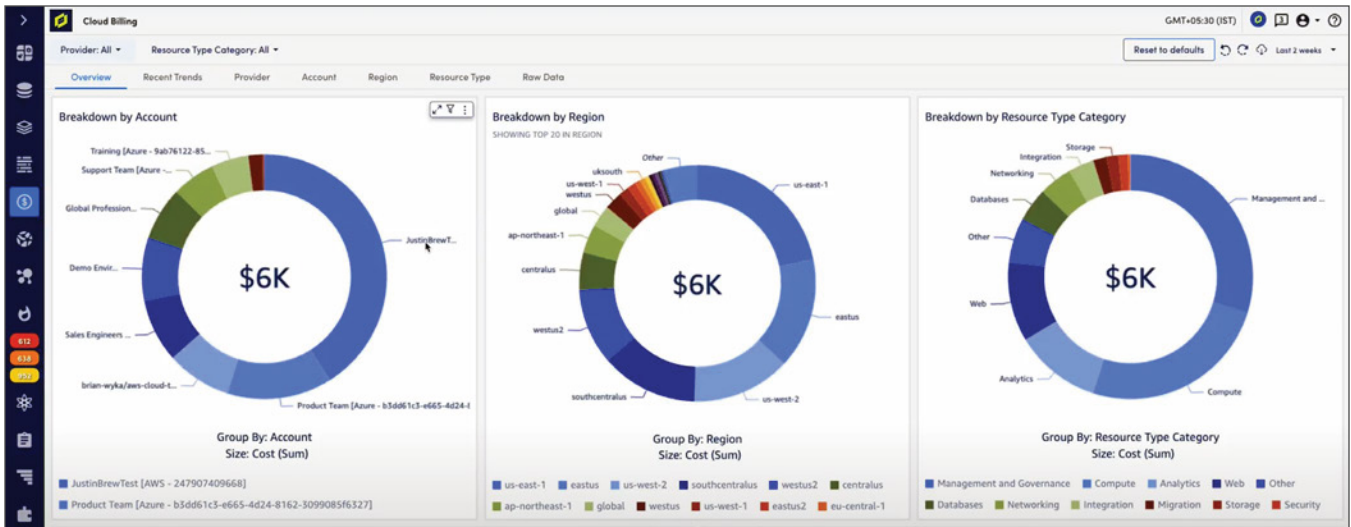 Cloud Billing
GMT+05:30 (IST)
Provider: All
Resource Type Category: All
Reset to defaults
Last 2 weeks
Overview
Recent Trends
Provider
Account
Region
Resource Type
Raw Data
Breakdown by Account
Training [Azure - 9ab76122-85...
Support Team [Azure -...
Global Profession...
Demo Envir...
Sales Engineers ...
brian-wyka/aws-cloud-t...
Product Team [Azure - b3dd61c3-e665-4d24-
JustinBrewT...
$6K
Group By: Account
Size: Cost (Sum)
JustinBrewTest [AWS - 247907409668]
Product Team [Azure - b3dd61c3-e665-4d24-8162-3099085f6327]
Breakdown by Region
SHOWING TOP 20 IN REGION
Other
uksouth
us-west-1
westus
global
ap-northeast-1
centralus
westus2
southcentralus
us-west-2
eastus
us-east-1
$6K
Group By: Region
Size: Cost (Sum)
us-east-1 eastus us-west-2 southcentralus westus2 centralus
ap-northeast-1 global westus us-west-1 eastus2 eu-central-1
Breakdown by Resource Type Category
Storage
Integration
Networking
Databases
Other
Web
Analytics
Compute
Management and ...
$6K
Group By: Resource Type Category
Size: Cost (Sum)
Management and Governance Compute Analytics Web Other
Databases Networking Integration Migration Storage Security
612
638